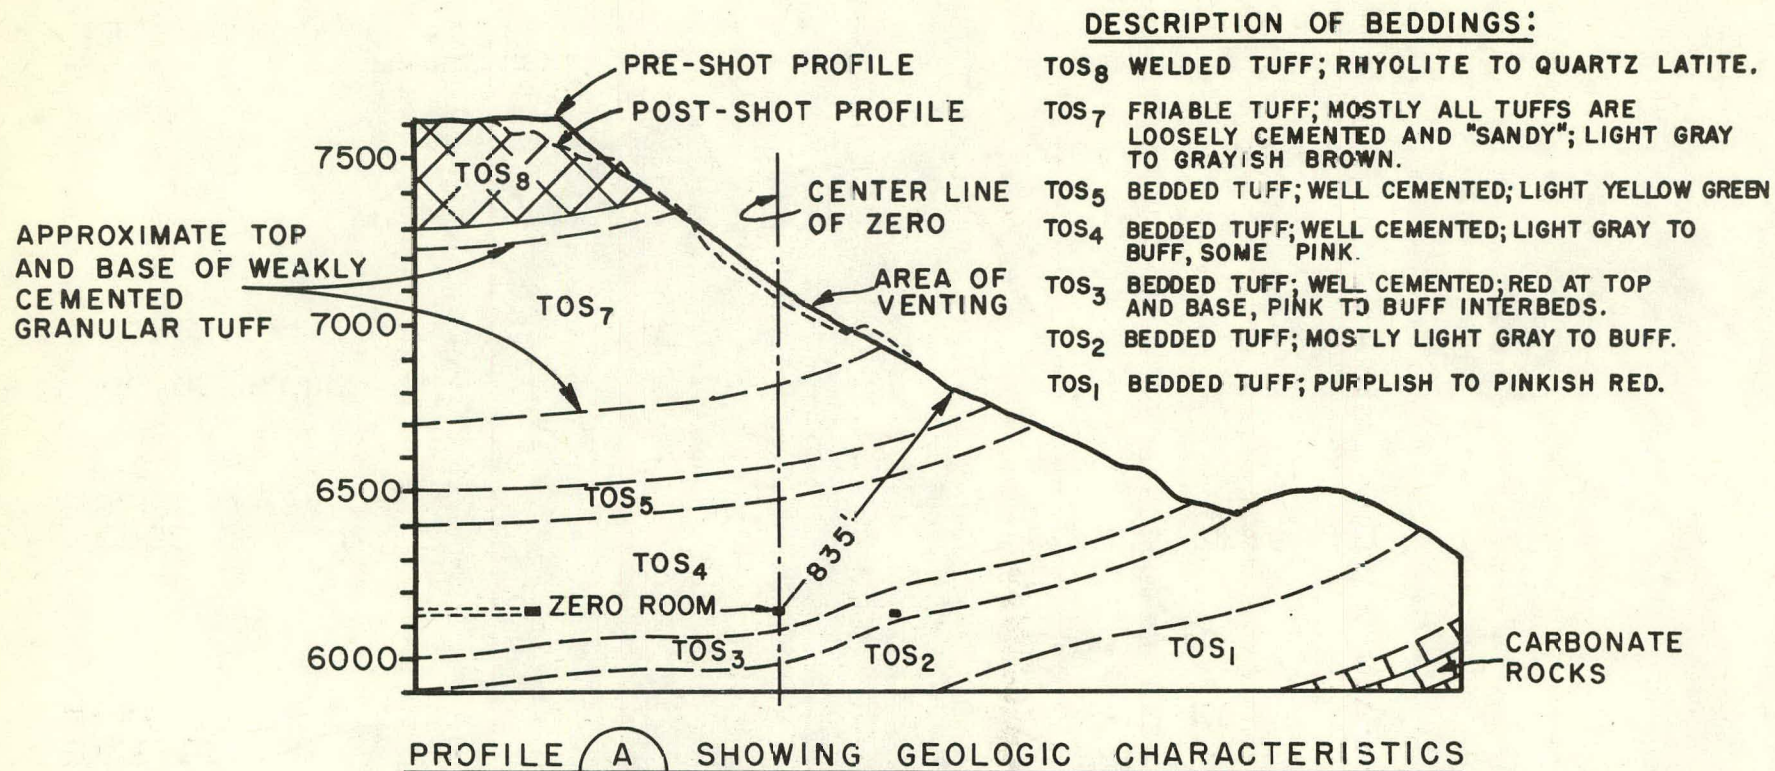 DESCRIPTION OF BEDDINGS:
TOS8 WELDED TUFF; RHYOLITE TO QUARTZ LATITE.
TOS7 FRIABLE TUFF; MOSTLY ALL TUFFS ARE
LOOSELY CEMENTED AND "SANDY"; LIGHT GRAY
TO GRAYISH BROWN.
TOS5 BEDDED TUFF; WELL CEMENTED; LIGHT YELLOW GREEN
TOS4 BEDDED TUFF; WELL CEMENTED; LIGHT GRAY TO
BUFF, SOME PINK.
TOS3 BEDDED TUFF; WELL CEMENTED; RED AT TOP
AND BASE, PINK TO BUFF INTERBEDS.
TOS2 BEDDED TUFF; MOSTLY LIGHT GRAY TO BUFF.
TOS1 BEDDED TUFF; PURPLISH TO PINKISH RED.
PRE-SHOT PROFILE
POST-SHOT PROFILE
7500
TOS8
CENTER LINE
OF ZERO
APPROXIMATE TOP
AND BASE OF WEAKLY
CEMENTED
GRANULAR TUFF
AREA OF
VENTING
TOS7
7000
6500
TOS5
835'
TOS4
ZERO ROOM
6000
TOS3
TOS2
TOS1
CARBONATE
ROCKS
PROFILE A SHOWING GEOLOGIC CHARACTERISTICS